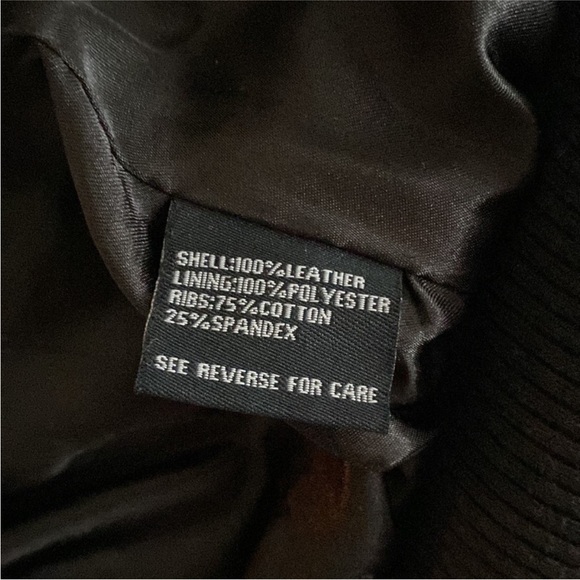 SHELL:100%LEATHER
LINING:100%POLYESTER
RIBS:75%COTTON
25%SPANDEX
SEE REVERSE FOR CARE